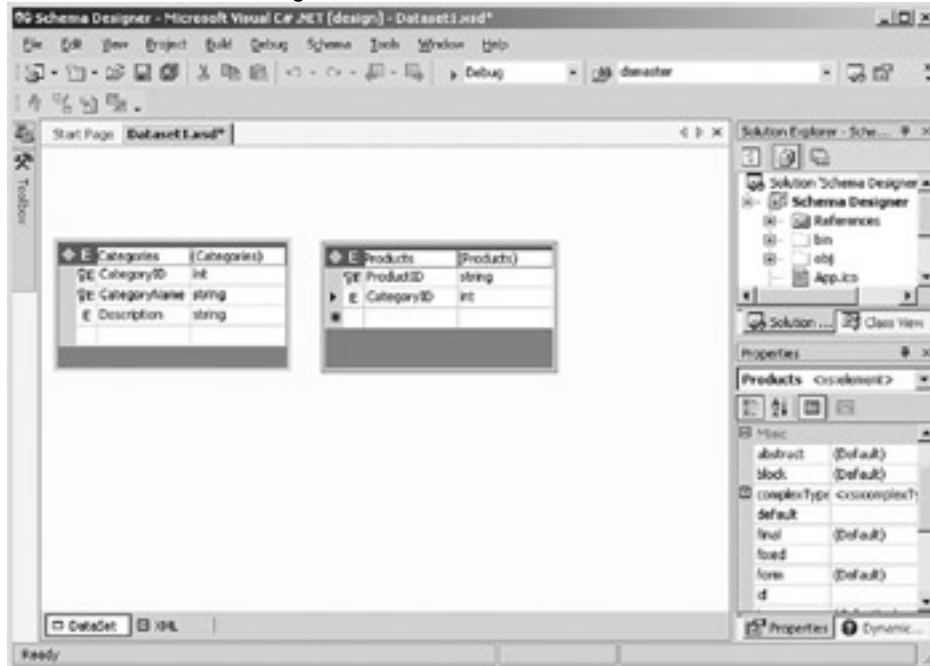 Schema Designer - Microsoft Visual C# .NET [design] - Dataset1.xsd*
File Edit View Project Build Debug Schema Tools Window Help
Debug dsmaster
Start Page Dataset1.xsd*
Toolbox
Categories (Categories)
CategoryID int
CategoryName string
E Description string
E Products (Products)
ProductID string
E CategoryID int
Solution Explorer - Sche...
Solution 'Schema Designer
Schema Designer
References
bin
obj
App.ico
Solution ... Class View
Properties
Products <xs:element>
Misc
abstract (Default)
block (Default)
complexType <xs:complexTy
default
final (Default)
fixed
form (Default)
id
Properties Dynamic ...
DataSet XML
Ready